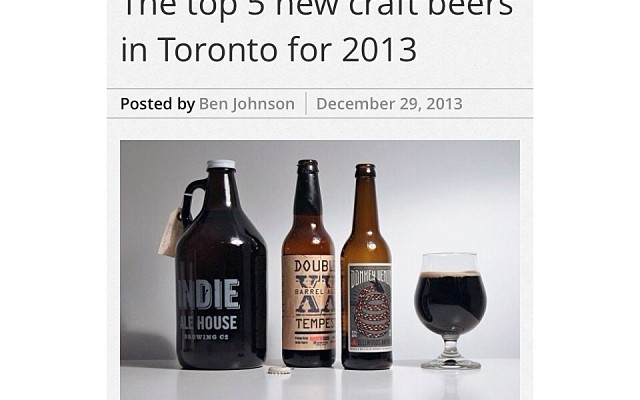 The top 5 new craft beers
in Toronto for 2013
Posted by Ben Johnson December 29, 2013
INDIE
ALE HOUSE
BREWING CO
DOUBLE
XX
BARREL
TEMPEST
DONKEY